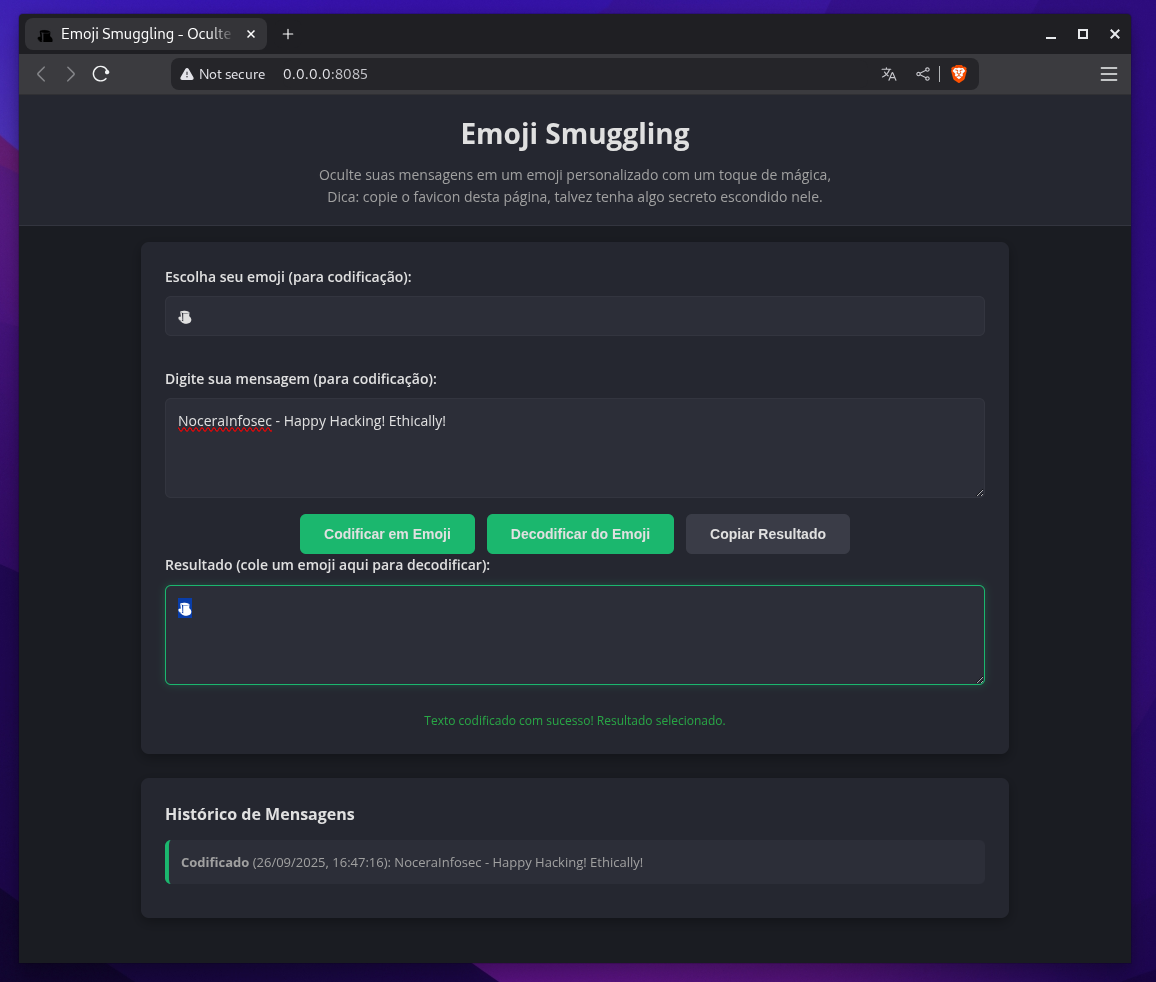 Emoji Smuggling - Oculte
Not secure 0.0.0.0:8085
Emoji Smuggling
Oculte suas mensagens em um emoji personalizado com um toque de mágica,
Dica: copie o favicon desta página, talvez tenha algo secreto escondido nele.
Escolha seu emoji (para codificação):
Digite sua mensagem (para codificação):
NoceraInfosec - Happy Hacking! Ethically!
Codificar em Emoji Decodificar do Emoji Copiar Resultado
Resultado (cole um emoji aqui para decodificar):
Texto codificado com sucesso! Resultado selecionado.
Histórico de Mensagens
Codificado (26/09/2025, 16:47:16): NoceraInfosec - Happy Hacking! Ethically!